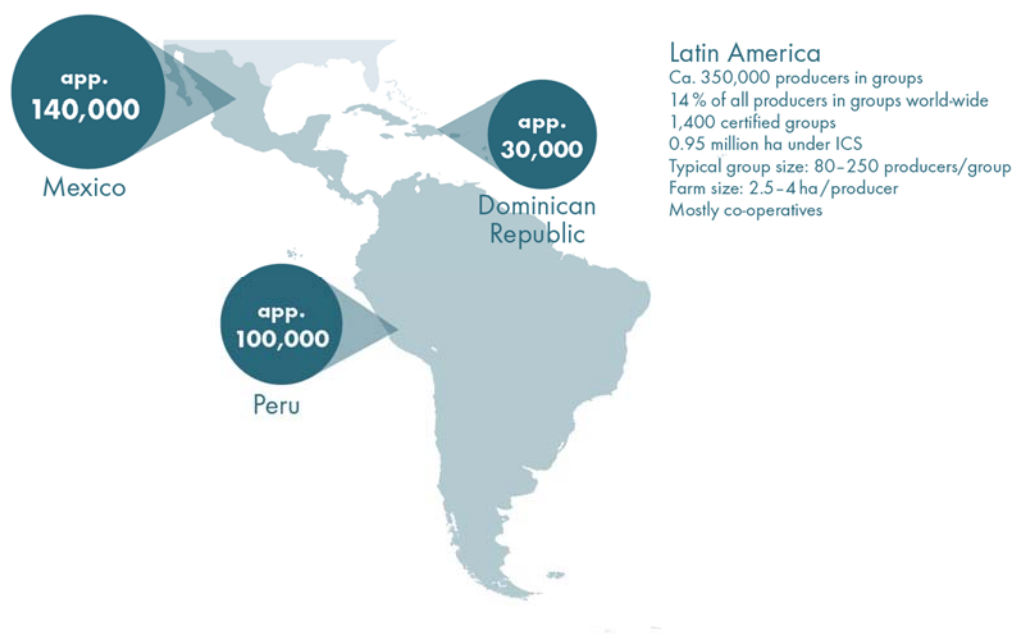 app.
140,000
Mexico
app.
30,000
Dominican
Republic
app.
100,000
Peru
Latin America
Ca. 350,000 producers in groups
14 % of all producers in groups world-wide
1,400 certified groups
0.95 million ha under ICS
Typical group size: 80–250 producers/group
Farm size: 2.5–4 ha/producer
Mostly co-operatives